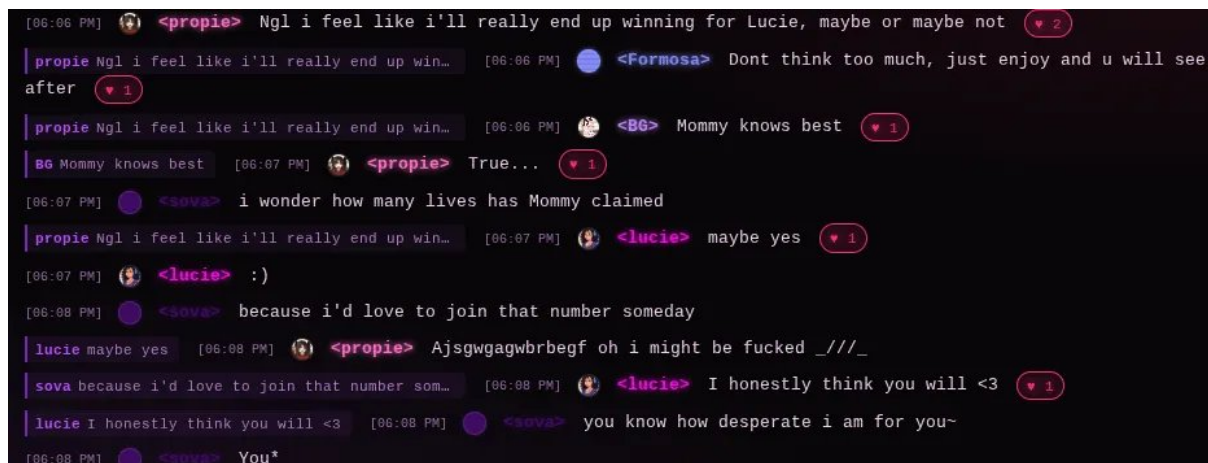 [06:06 PM] <propie> Ngl i feel like i'll really end up winning for Lucie, maybe or maybe not ♥ 2
propie Ngl i feel like i'll really end up win… [06:06 PM] <Formosa> Dont think too much, just enjoy and u will see
after ♥ 1
propie Ngl i feel like i'll really end up win… [06:06 PM] <BG> Mommy knows best ♥ 1
BG Mommy knows best [06:07 PM] <propie> True... ♥ 1
[06:07 PM] <sova> i wonder how many lives has Mommy claimed
propie Ngl i feel like i'll really end up win… [06:07 PM] <lucie> maybe yes ♥ 1
[06:07 PM] <lucie> :)
[06:08 PM] <sova> because i'd love to join that number someday
lucie maybe yes [06:08 PM] <propie> Ajsgwgagwbrbegf oh i might be fucked _///_
sova because i'd love to join that number som… [06:08 PM] <lucie> I honestly think you will <3 ♥ 1
lucie I honestly think you will <3 [06:08 PM] <sova> you know how desperate i am for you~
[06:08 PM] <sova> You*